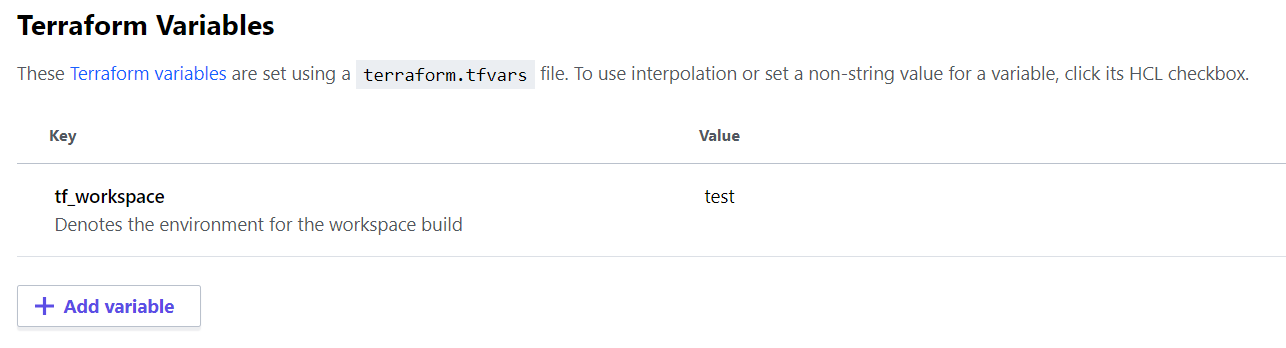 Terraform Variables
These Terraform variables are set using a terraform.tfvars file. To use interpolation or set a non-string value for a variable, click its HCL checkbox.
Key Value
tf_workspace test
Denotes the environment for the workspace build
+ Add variable